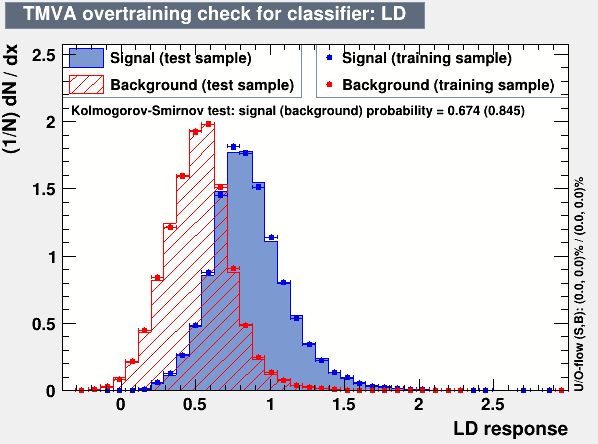 TMVA overtraining check for classifier: LD
Signal (test sample)
Background (test sample)
Signal (training sample)
Background (training sample)
Kolmogorov-Smirnov test: signal (background) probability = 0.674 (0.845)
(1/N) dN / dx
2.5
2
1.5
1
0.5
0
0
0.5
1
1.5
2
2.5
LD response
U/O-flow (S,B): (0.0, 0.0)% / (0.0, 0.0)%